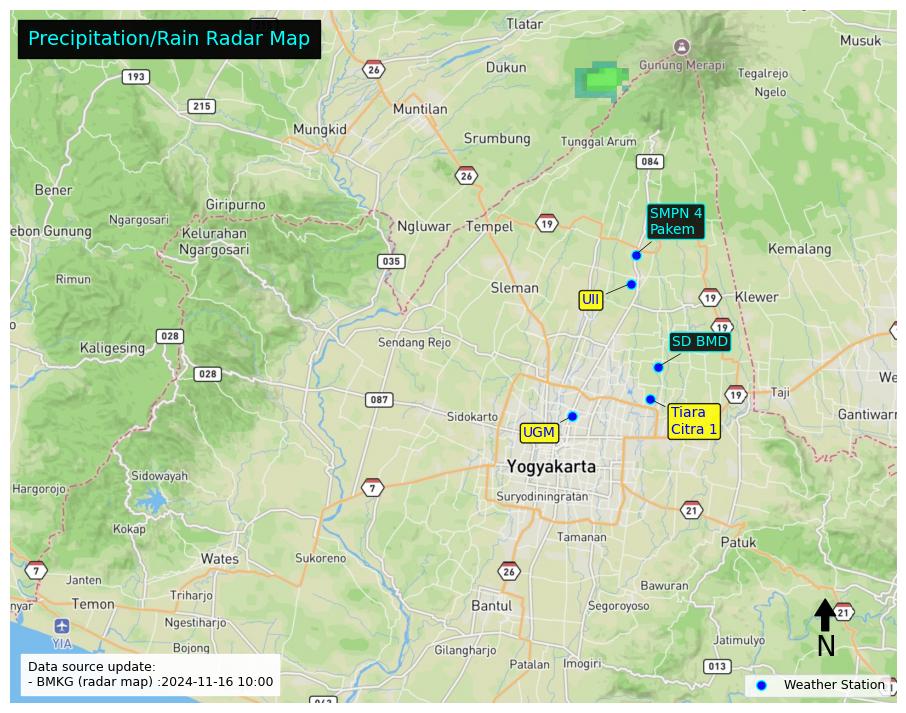 Precipitation/Rain Radar Map
Tlatar
Musuk
26
Dukun
Gunung Merapi
Tegalrejo
193
Ngelo
215
Muntilan
Mungkid
Srumbung
Tunggal Arum
084
26
Bener
Giripurno
SMPN 4
Pakem
Ngargosari
Ngluwar
Tempel
19
ebon Gunung
Kelurahan
Ngargosari
Kemalang
035
Rimun
Sleman
UII
19
Klewer
19
028
Sendang Rejo
SD BMD
Kaligesing
028
We
19
Taji
087
Sidokarto
Tiara
Citra 1
Gantiwarn
UGM
Yogyakarta
Sidowayah
7
Hargorojo
Suryodiningratan
21
Kokap
Tamanan
Patuk
Wates
Sukoreno
7
26
Janten
Bawuran
Triharjo
nyar
Temon
Bantul
Segoroyoso
21
Ngestiharjo
YIA
Jatimulyo
N
Bojong
Gilangharjo
Patalan
Imogiri
013
Data source update:
- BMKG (radar map) :2024-11-16 10:00
Weather Station